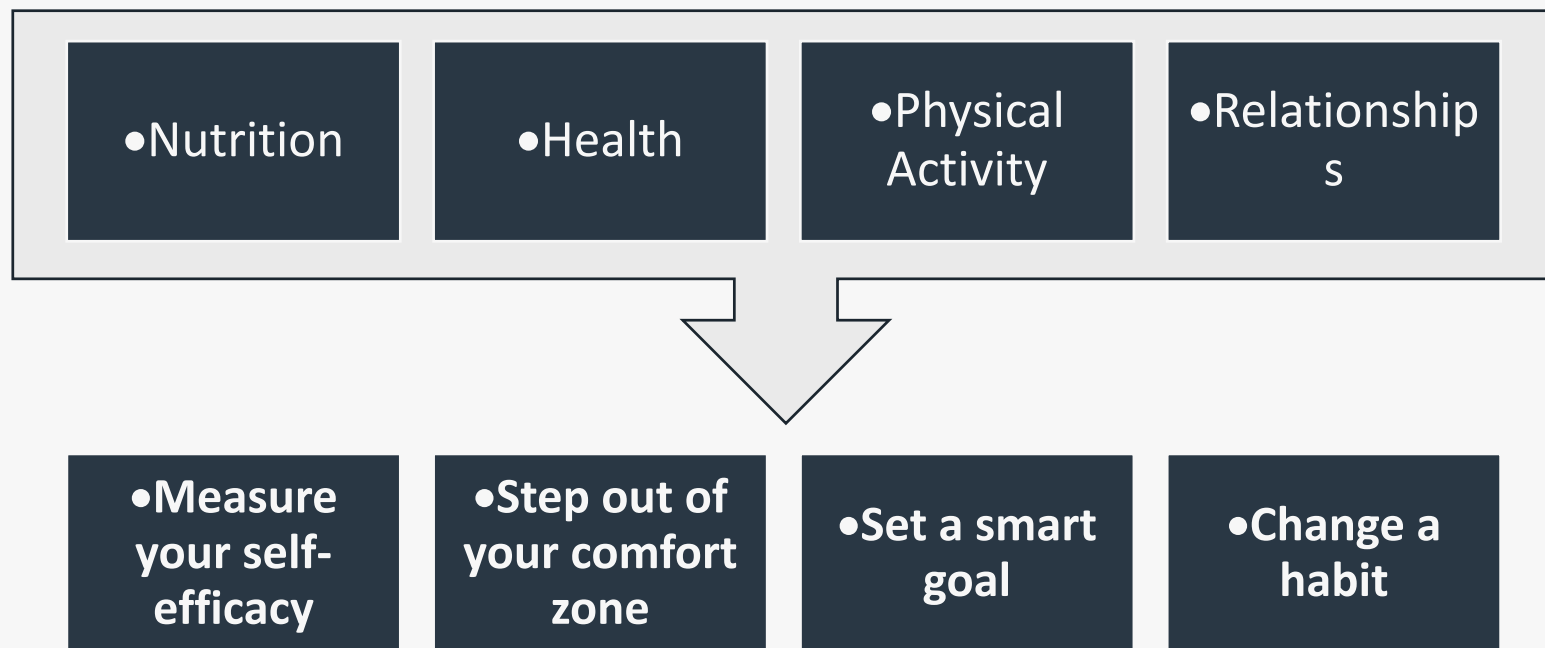 •Nutrition
•Health
•Physical
Activity
•Relationship
s
•Measure
your self-
efficacy
•Step out of
your comfort
zone
•Set a smart
goal
•Change a
habit